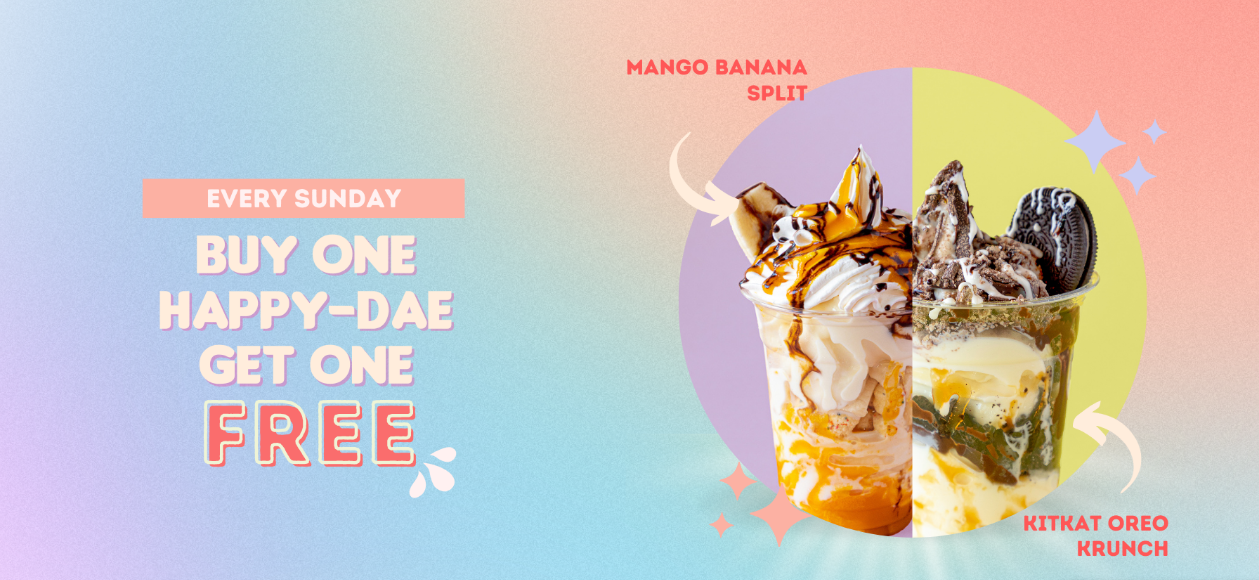 EVERY SUNDAY
BUY ONE
HAPPY-DAE
GET ONE
FREE
MANGO BANANA
SPLIT
KITKAT OREO
KRUNCH